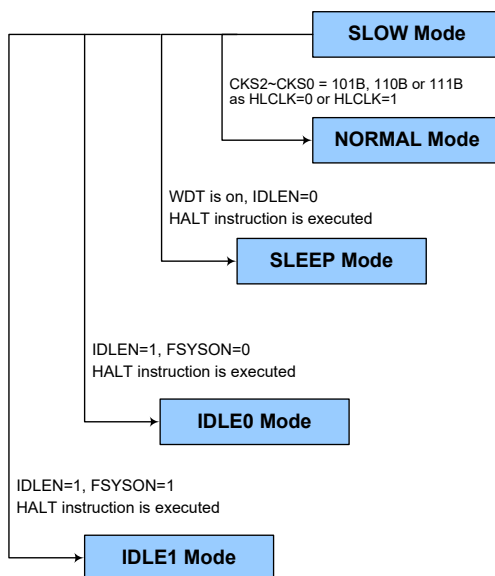 SLOW Mode
CKS2~CKS0 = 101B, 110B or 111B
as HLCLK=0 or HLCLK=1
NORMAL Mode
WDT is on, IDLEN=0
HALT instruction is executed
SLEEP Mode
IDLEN=1, FSYSON=0
HALT instruction is executed
IDLE0 Mode
IDLEN=1, FSYSON=1
HALT instruction is executed
IDLE1 Mode